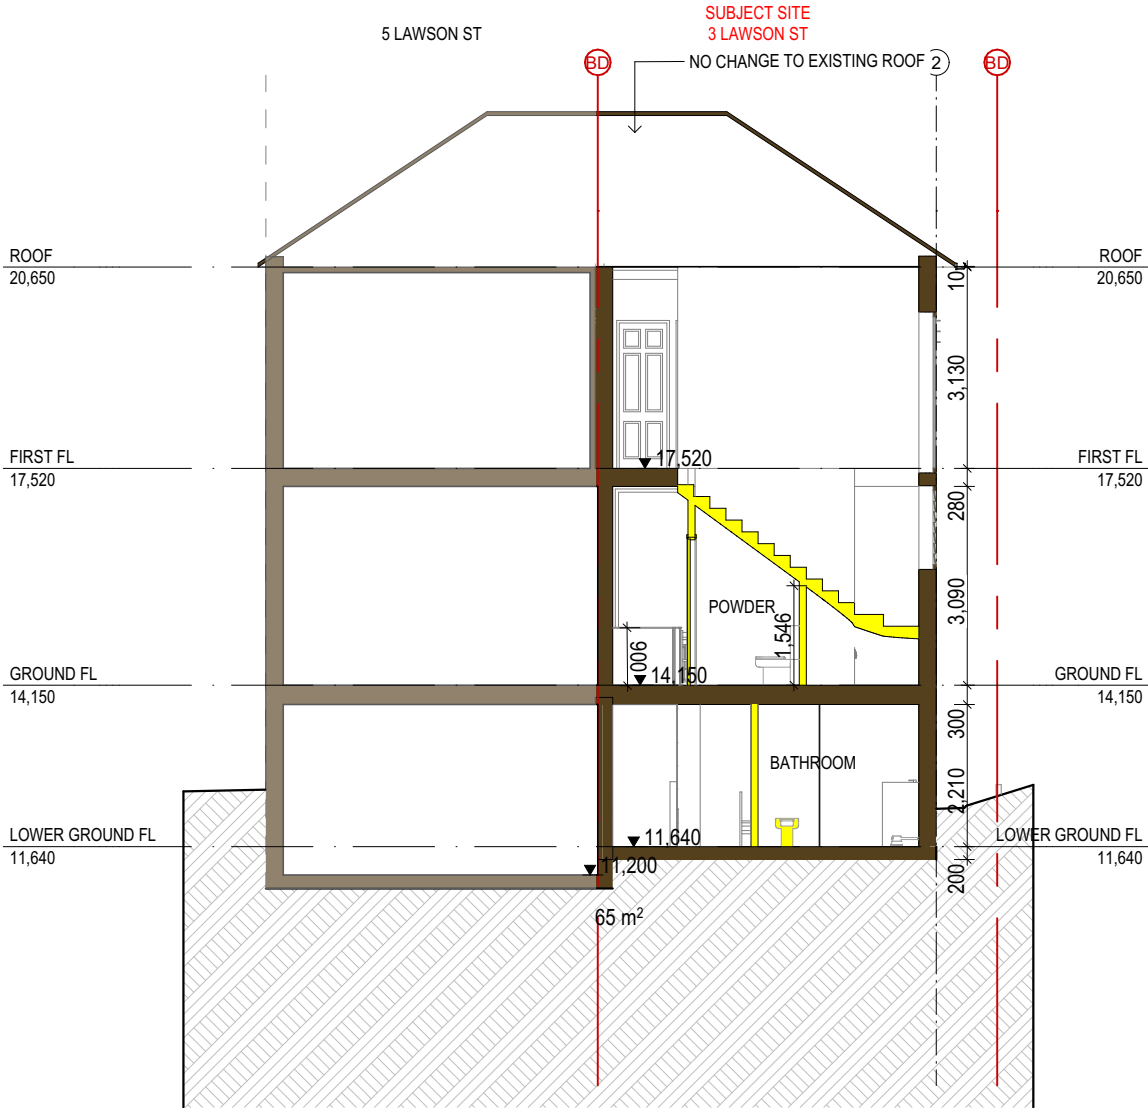 SUBJECT SITE
5 LAWSON ST
3 LAWSON ST
BD
NO CHANGE TO EXISTING ROOF
2
BD
ROOF
20,650
ROOF
20,650
10
3,130
FIRST FL
17,520
17,520
FIRST FL
17,520
280
POWDER
3,090
1,546
900
14,150
GROUND FL
14,150
GROUND FL
14,150
300
BATHROOM
2,210
LOWER GROUND FL
11,640
11,640
LOWER GROUND FL
11,640
11,200
200
65 m²